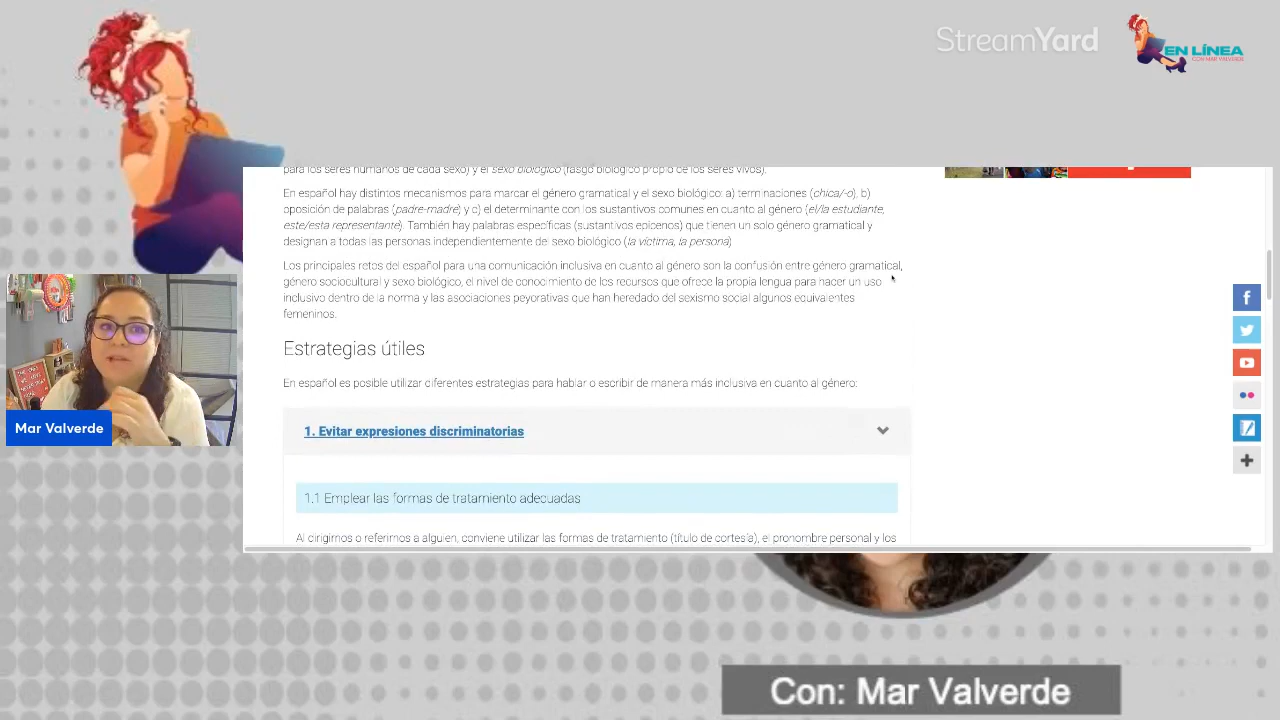 StreamYard
EN LÍNEA
CON MAR VALVERDE
para los seres humanos de cada sexo) y el sexo biológico (rasgo biológico propio de los seres vivos).
En español hay distintos mecanismos para marcar el género gramatical y el sexo biológico: a) terminaciones (chica/-o), b)
oposición de palabras (padre-madre) y c) el determinante con los sustantivos comunes en cuanto al género (el/la estudiante,
este/esta representante). También hay palabras específicas (sustantivos epicenos) que tienen un solo género gramatical y
designan a todas las personas independientemente del sexo biológico (la víctima, la persona)
Los principales retos del español para una comunicación inclusiva en cuanto al género son la confusión entre género gramatical,
género sociocultural y sexo biológico, el nivel de conocimiento de los recursos que ofrece la propia lengua para hacer un uso
inclusivo dentro de la norma y las asociaciones peyorativas que han heredado del sexismo social algunos equivalentes
femeninos.
Estrategias útiles
En español es posible utilizar diferentes estrategias para hablar o escribir de manera más inclusiva en cuanto al género:
1. Evitar expresiones discriminatorias
1.1 Emplear las formas de tratamiento adecuadas
Al dirigirnos o referirnos a alguien, conviene utilizar las formas de tratamiento (título de cortesía), el pronombre personal y los
Mar Valverde
Con: Mar Valverde